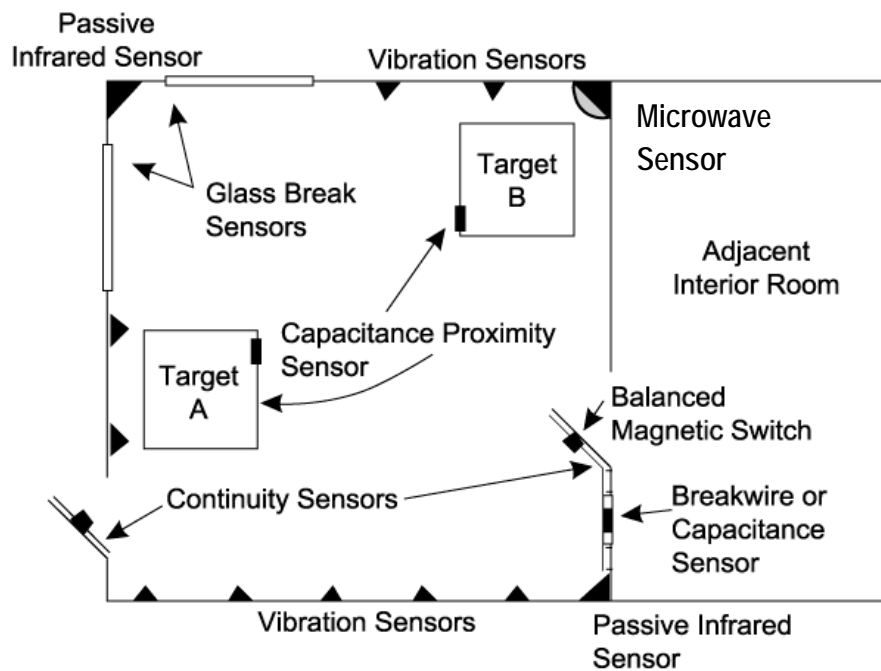 Passive
Infrared Sensor
Vibration Sensors
Microwave
Sensor
Target
B
Glass Break
Sensors
Adjacent
Interior Room
Capacitance Proximity
Sensor
Target
A
Balanced
Magnetic Switch
Continuity Sensors
Breakwire or
Capacitance
Sensor
Vibration Sensors
Passive Infrared
Sensor